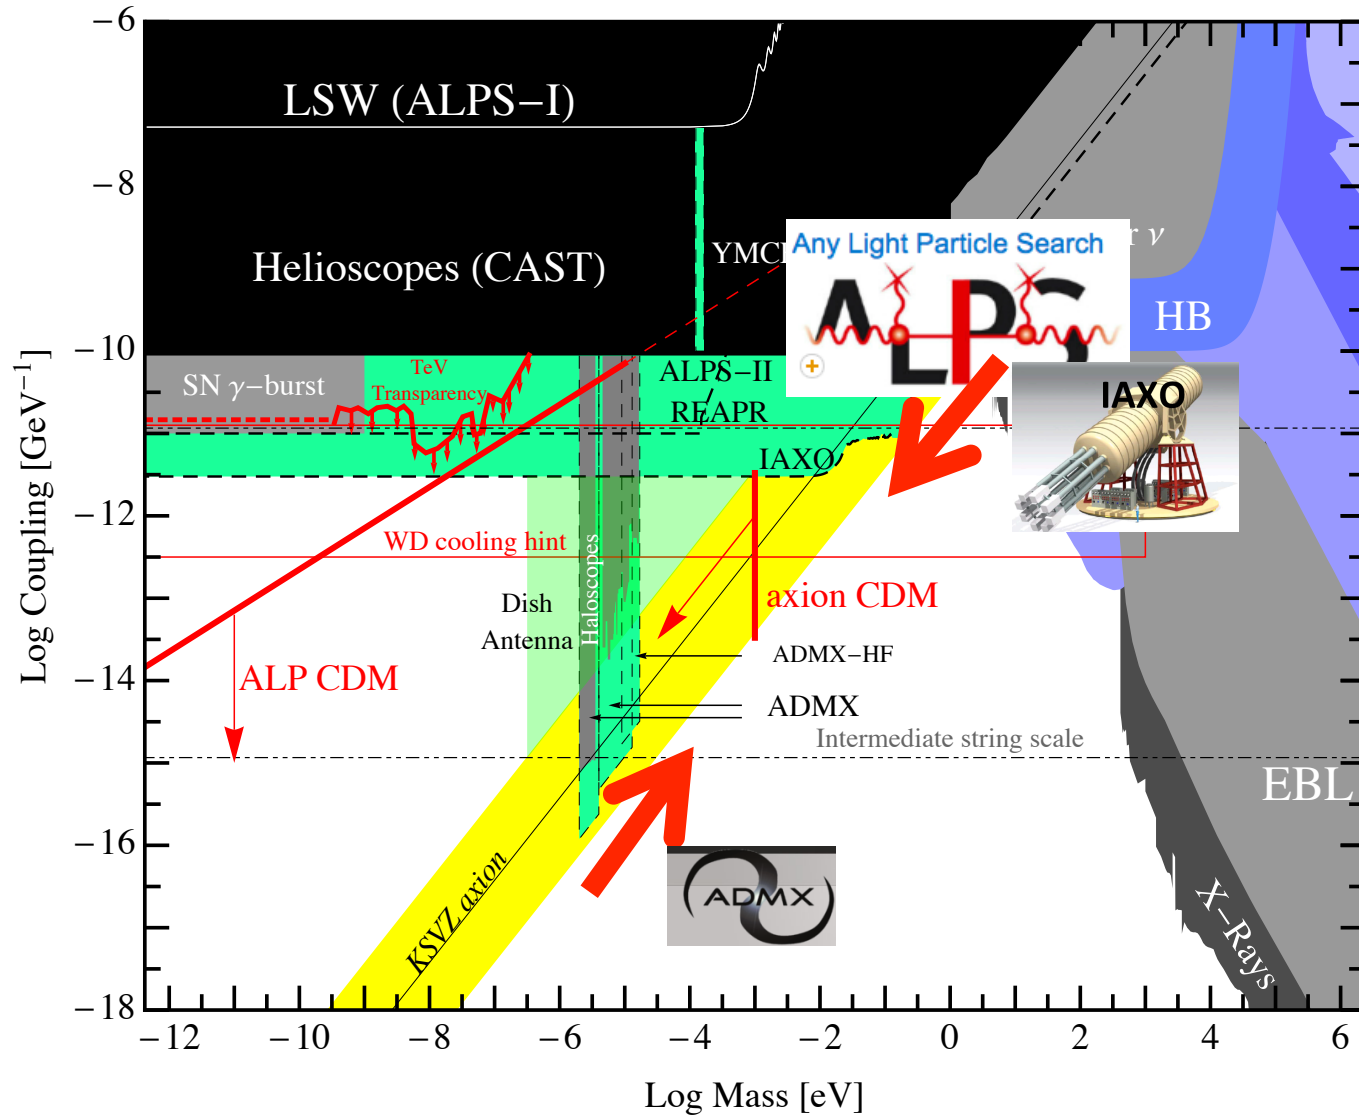 −6
−8
−10
−12
−14
−16
−18
Log Coupling [GeV−1]
LSW (ALPS−I)
Helioscopes (CAST)
Any Light Particle Search
ALPS
ν
HB
SN γ−burst
TeV
Transparency
ALPS−II
REAPR
IAXO
IAXO
WD cooling hint
Haloscopes
Dish
Antenna
axion CDM
ADMX−HF
ALP CDM
ADMX
Intermediate string scale
EBL
ADMX
KSVZ axion
X−Rays
−12 −10 −8 −6 −4 −2 0 2 4 6
Log Mass [eV]